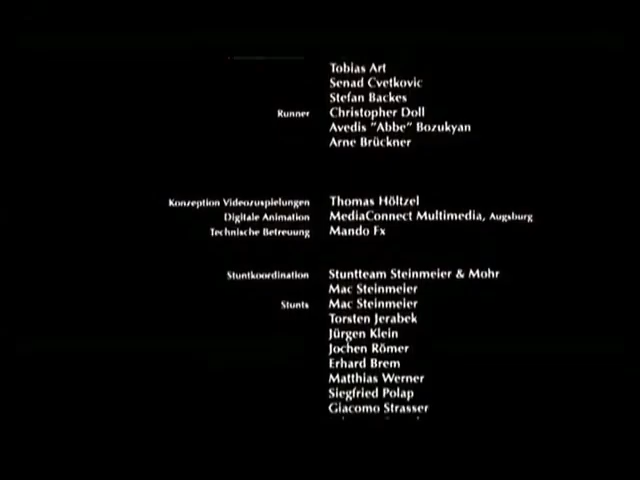 Tobias Art
Senad Cvetkovic
Stefan Backes
Runner Christopher Doll
Avedis "Abbe" Bozukyan
Arne Brückner
Konzeption Videozuspielungen Thomas Höltzel
Digitale Animation MediaConnect Multimedia, Augsburg
Technische Betreuung Mando Fx
Stuntkoordination Stuntteam Steinmeier & Mohr
Mac Steinmeier
Stunts Mac Steinmeier
Torsten Jerabek
Jürgen Klein
Jochen Römer
Erhard Brem
Matthias Werner
Siegfried Polap
Giacomo Strasser